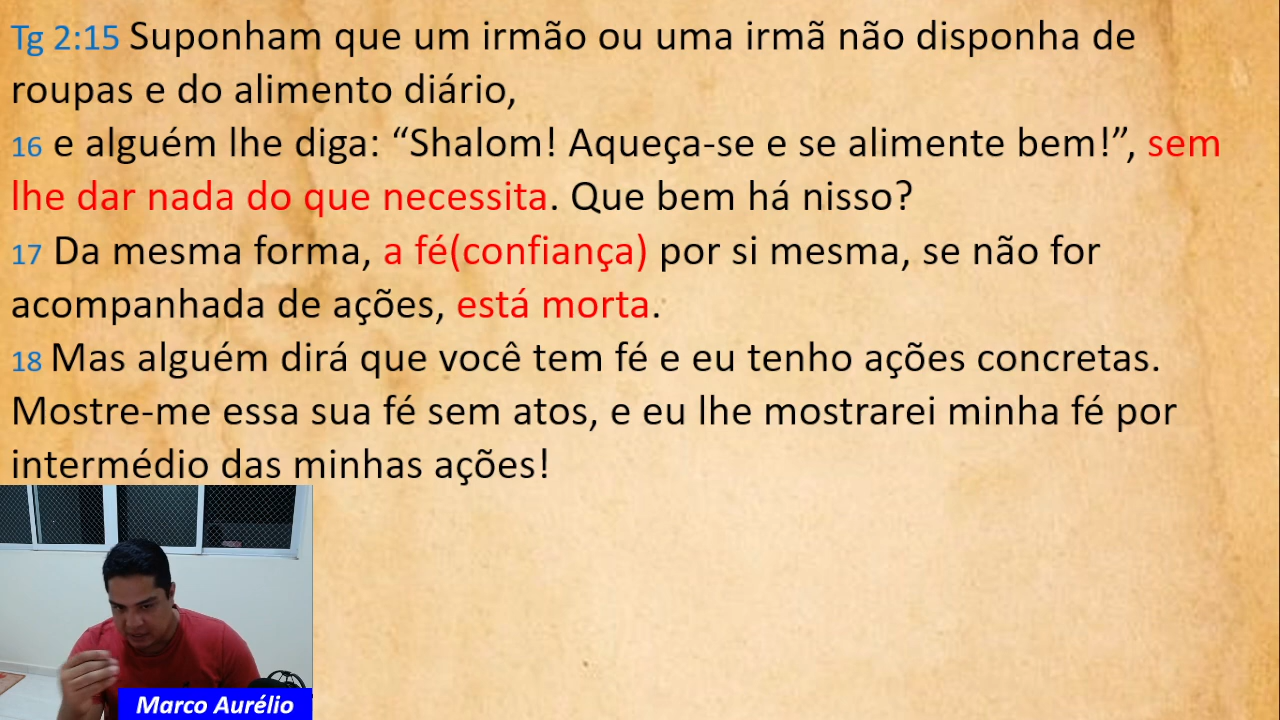 Tg 2:15 Suponham que um irmão ou uma irmã não disponha de
roupas e do alimento diário,
16 e alguém lhe diga: “Shalom! Aqueça-se e se alimente bem!”, sem
lhe dar nada do que necessita. Que bem há nisso?
17 Da mesma forma, a fé(confiança) por si mesma, se não for
acompanhada de ações, está morta.
18 Mas alguém dirá que você tem fé e eu tenho ações concretas.
Mostre-me essa sua fé sem atos, e eu lhe mostrarei minha fé por
intermédio das minhas ações!
Marco Aurélio